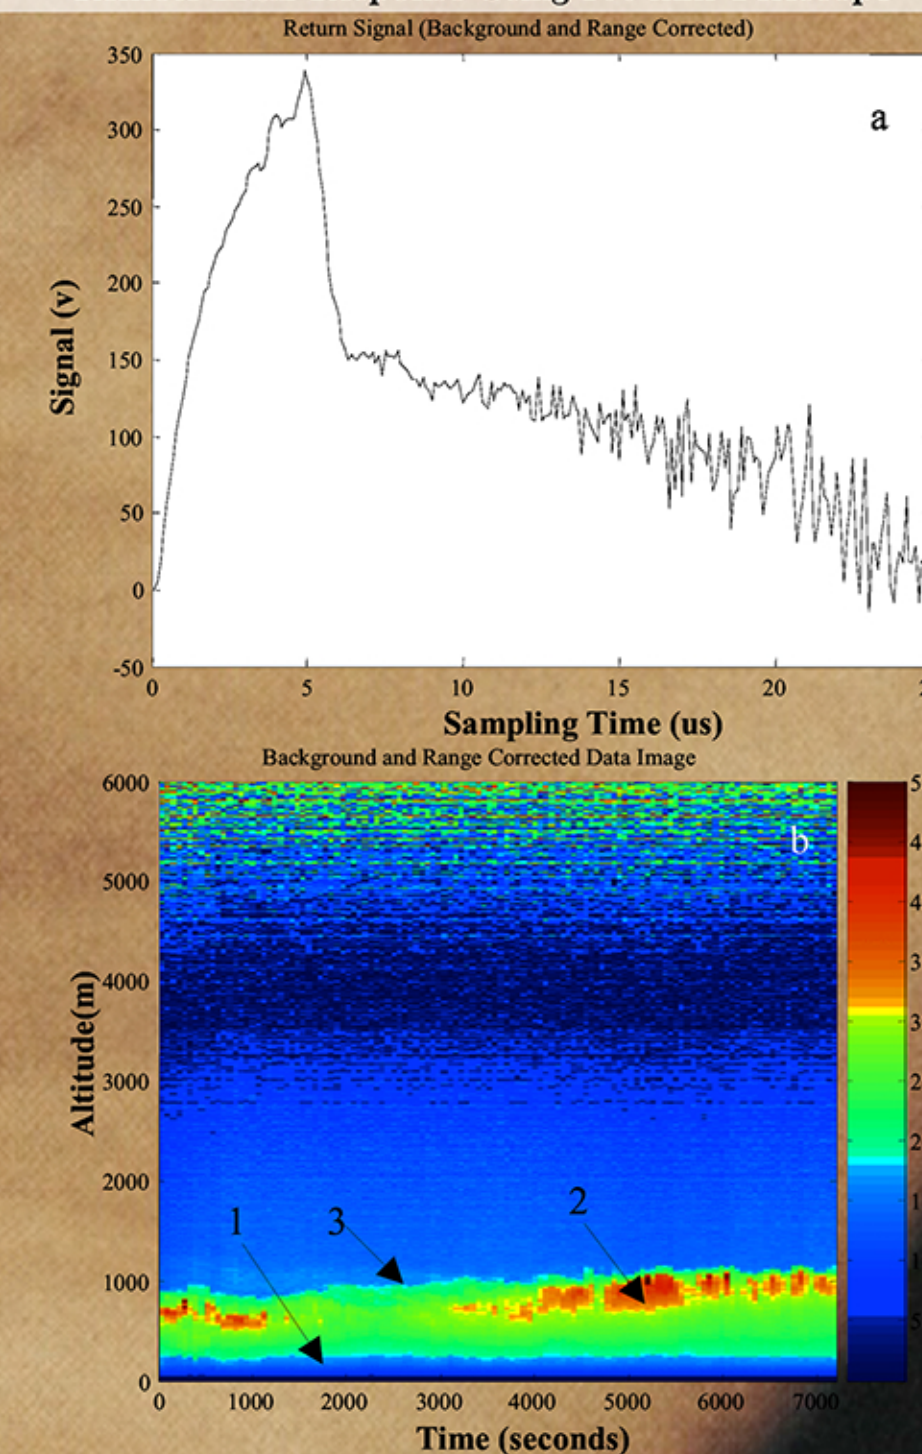 Return Signal (Background and Range Corrected)
350
300
250
200
150
100
50
0
-50
Signal (v)
a
0 5 10 15 20
Sampling Time (us)
Background and Range Corrected Data Image
6000
5000
4000
3000
2000
1000
0
Altitude(m)
b
1 3 2
0 1000 2000 3000 4000 5000 6000 7000
Time (seconds)